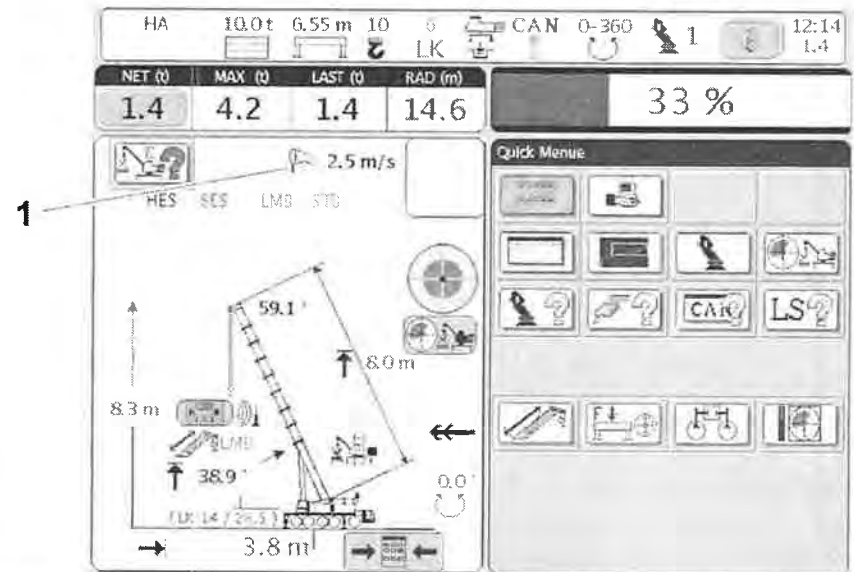 HA 10.0 t 6.55 m 10 6 CAN 0-360 1 12:14
LK 1.4
NET (t) MAX (t) LAST (t) RAD (m)
1.4 4.2 1.4 14.6 33 %
Quick Menue
2.5 m/s
1
HES SES LMB STB
59.1 °
8.0 m
CAN? LS?
8.3 m
LMB
38.9 °
0.0 °
3.8 m